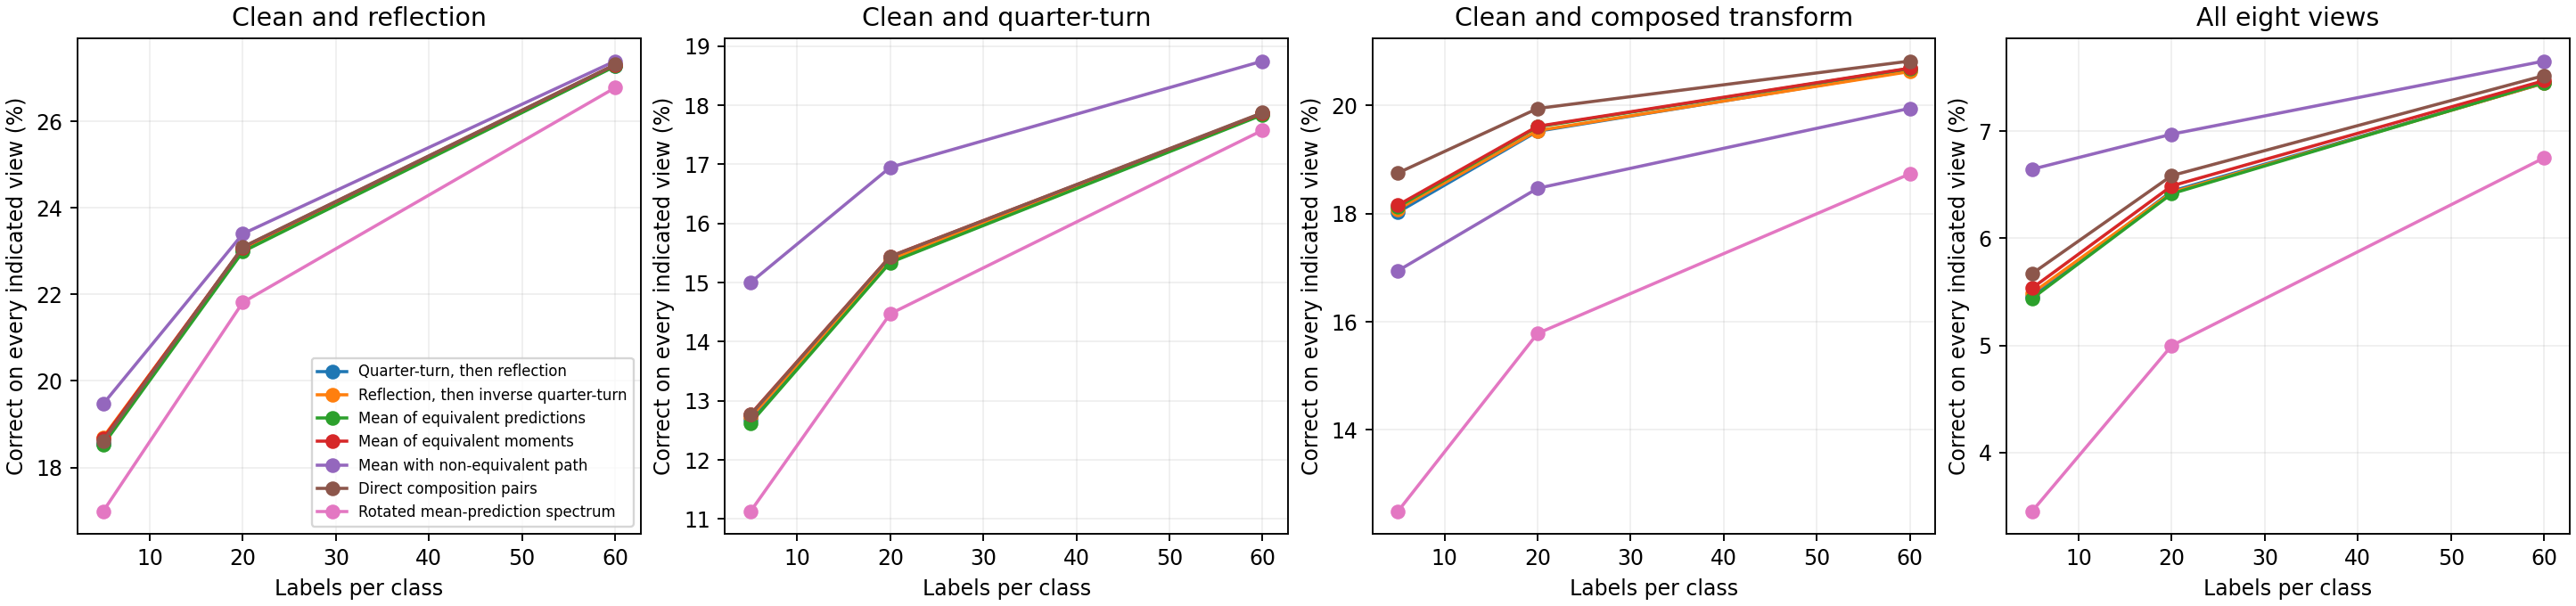 Clean and reflection
Correct on every indicated view (%)
26
24
22
20
18
10 20 30 40 50 60
Labels per class
Quarter-turn, then reflection
Reflection, then inverse quarter-turn
Mean of equivalent predictions
Mean of equivalent moments
Mean with non-equivalent path
Direct composition pairs
Rotated mean-prediction spectrum
Clean and quarter-turn
Correct on every indicated view (%)
19
18
17
16
15
14
13
12
11
10 20 30 40 50 60
Labels per class
Clean and composed transform
Correct on every indicated view (%)
20
18
16
14
10 20 30 40 50 60
Labels per class
All eight views
Correct on every indicated view (%)
7
6
5
4
10 20 30 40 50 60
Labels per class